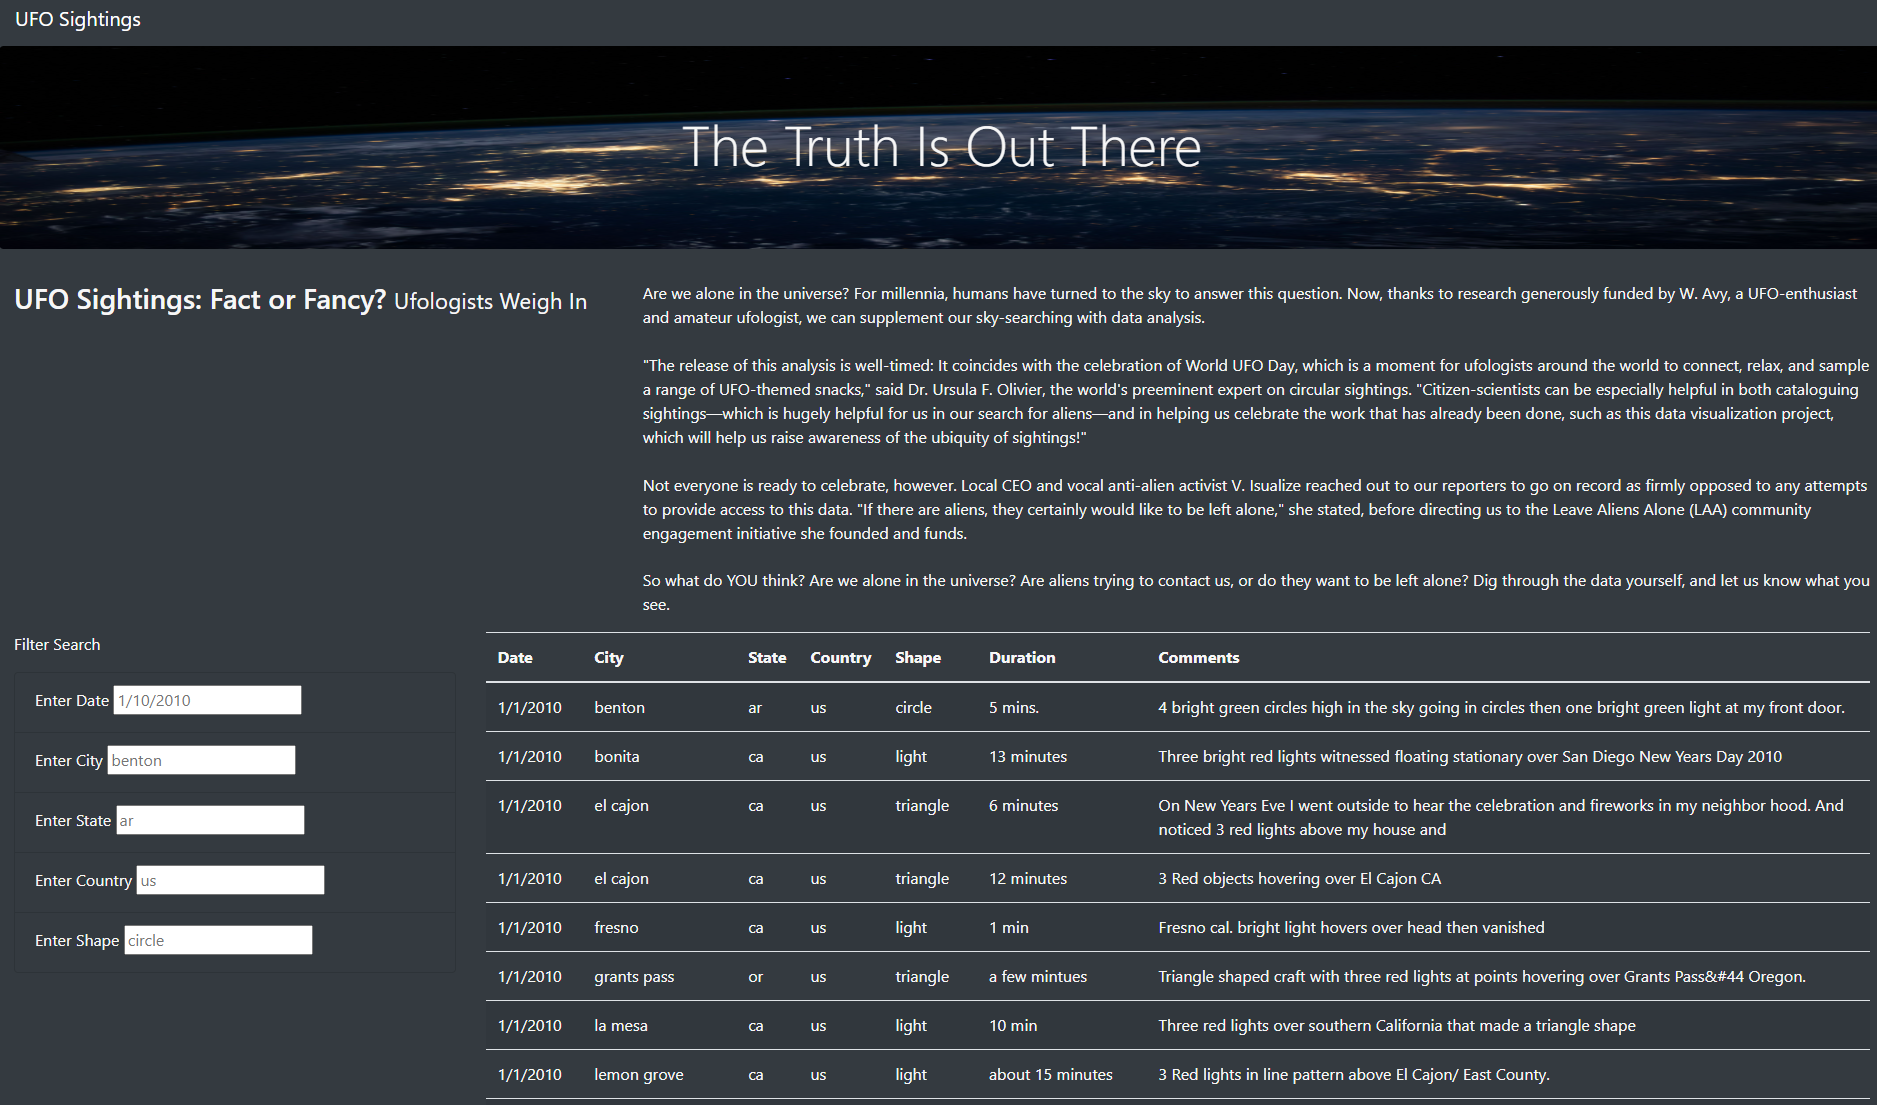 UFO Sightings
The Truth Is Out There
UFO Sightings: Fact or Fancy? Ufologists Weigh In
Are we alone in the universe? For millennia, humans have turned to the sky to answer this question. Now, thanks to research generously funded by W. Avy, a UFO-enthusiast
and amateur ufologist, we can supplement our sky-searching with data analysis.
"The release of this analysis is well-timed: It coincides with the celebration of World UFO Day, which is a moment for ufologists around the world to connect, relax, and sample
a range of UFO-themed snacks," said Dr. Ursula F. Olivier, the world's preeminent expert on circular sightings. "Citizen-scientists can be especially helpful in both cataloguing
sightings—which is hugely helpful for us in our search for aliens—and in helping us celebrate the work that has already been done, such as this data visualization project,
which will help us raise awareness of the ubiquity of sightings!"
Not everyone is ready to celebrate, however. Local CEO and vocal anti-alien activist V. Isualize reached out to our reporters to go on record as firmly opposed to any attempts
to provide access to this data. "If there are aliens, they certainly would like to be left alone," she stated, before directing us to the Leave Aliens Alone (LAA) community
engagement initiative she founded and funds.
So what do YOU think? Are we alone in the universe? Are aliens trying to contact us, or do they want to be left alone? Dig through the data yourself, and let us know what you
see.
Filter Search
Enter Date 1/10/2010
Enter City benton
Enter State ar
Enter Country us
Enter Shape circle
Date City State Country Shape Duration Comments
1/1/2010 benton ar us circle 5 mins. 4 bright green circles high in the sky going in circles then one bright green light at my front door.
1/1/2010 bonita ca us light 13 minutes Three bright red lights witnessed floating stationary over San Diego New Years Day 2010
1/1/2010 el cajon ca us triangle 6 minutes On New Years Eve I went outside to hear the celebration and fireworks in my neighbor hood. And
noticed 3 red lights above my house and
1/1/2010 el cajon ca us triangle 12 minutes 3 Red objects hovering over El Cajon CA
1/1/2010 fresno ca us light 1 min Fresno cal. bright light hovers over head then vanished
1/1/2010 grants pass or us triangle a few mintues Triangle shaped craft with three red lights at points hovering over Grants Pass&#44 Oregon.
1/1/2010 la mesa ca us light 10 min Three red lights over southern California that made a triangle shape
1/1/2010 lemon grove ca us light about 15 minutes 3 Red lights in line pattern above El Cajon/ East County.